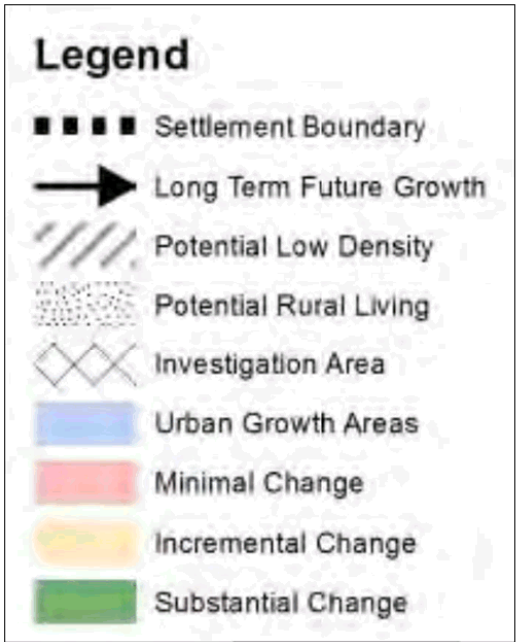 Legend
Settlement Boundary
Long Term Future Growth
Potential Low Density
Potential Rural Living
Investigation Area
Urban Growth Areas
Minimal Change
Incremental Change
Substantial Change